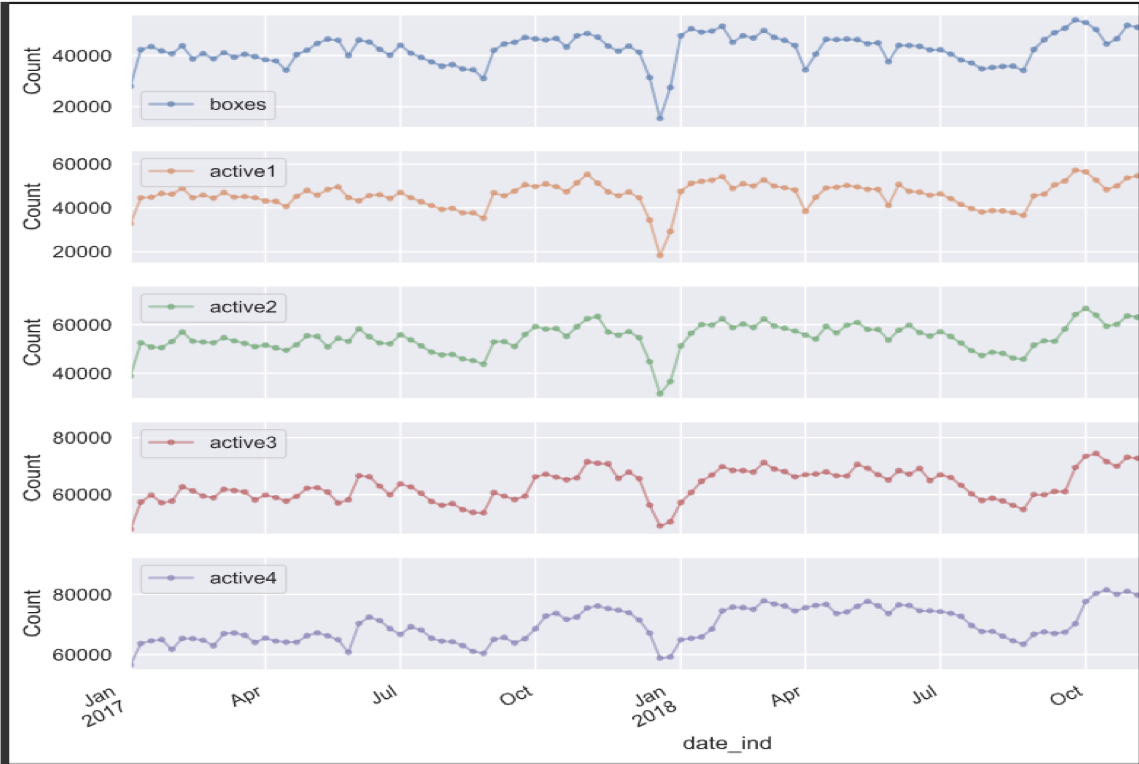 Count
40000
20000
boxes
Count
60000
40000
20000
active1
Count
60000
40000
active2
Count
80000
60000
active3
Count
80000
60000
active4
Jan
2017
Apr
Jul
Oct
Jan
2018
Apr
Jul
Oct
date_ind